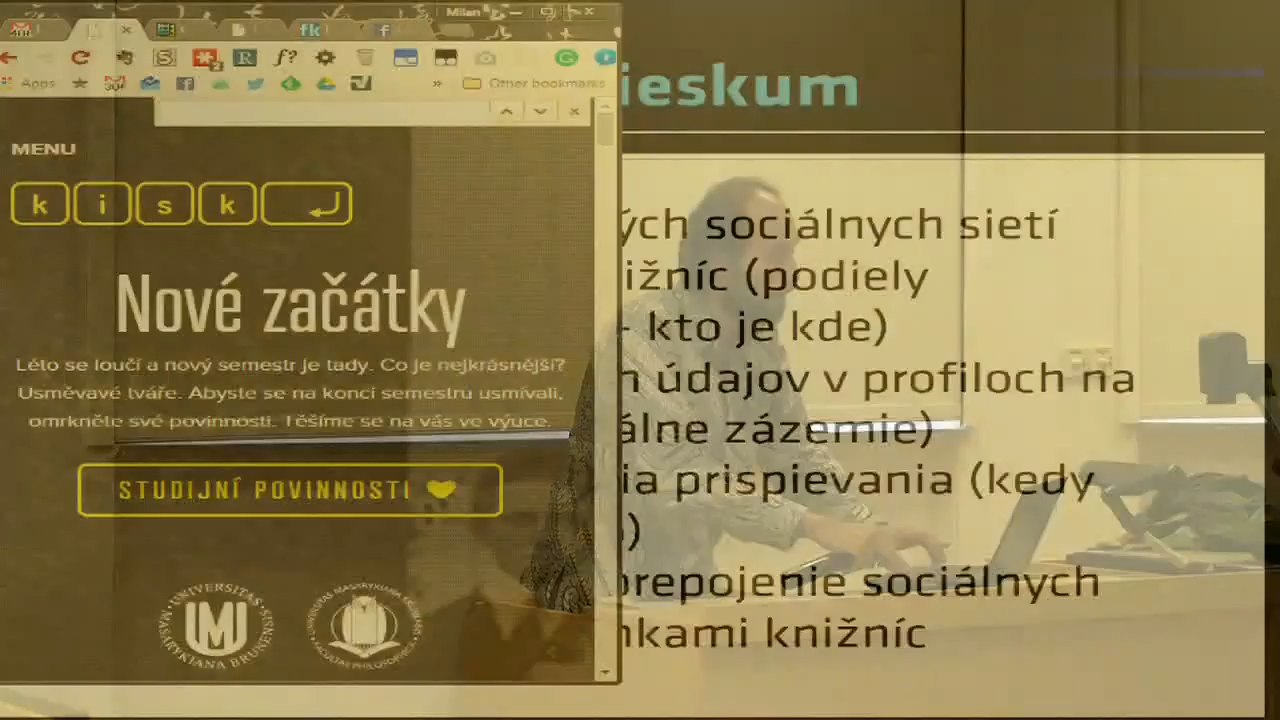 Milan
fk
f?
Apps
Other bookmarks
MENU
k i s k
Nové začátky
Léto se loučí a nový semestr je tady. Co je nejkrásnější?
Usměvavé tváře. Abyste se na konci semestru usmívali,
omrkněte své povinnosti. Těšíme se na vás ve výuce.
STUDIJNÍ POVINNOSTI
UNIVERSITAS MASARYKIANA BRUNENSIS
ieskum
ých sociálnych sietí
ižníc (podiely
- kto je kde)
h údajov v profiloch na
álne zázemie)
ia prispievania (kedy
)
prepojenie sociálnych
nkami knižníc